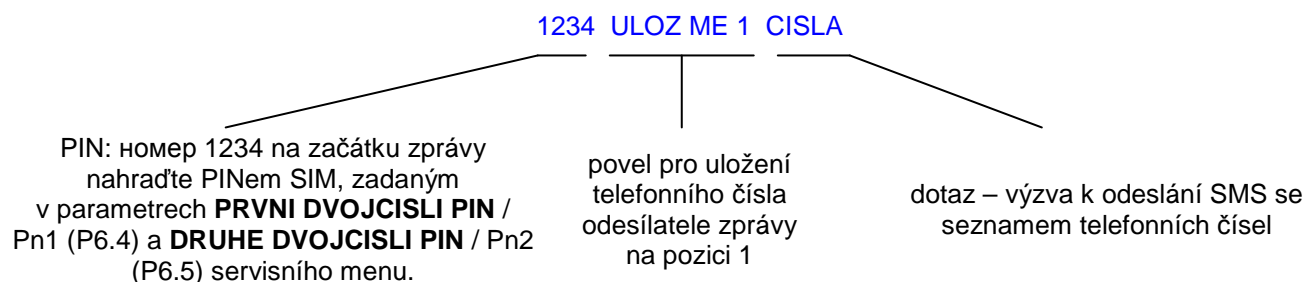 1234 ULOZ ME 1 CISLA
PIN: номер 1234 na začátku zprávy
nahraďte PINem SIM, zadaným
v parametrech PRVNI DVOJCISLI PIN /
Pn1 (P6.4) a DRUHE DVOJCISLI PIN / Pn2
(P6.5) servisního menu.
povel pro uložení
telefonního čísla
odesílatele zprávy
na pozici 1
dotaz – výzva k odeslání SMS se
seznamem telefonních čísel